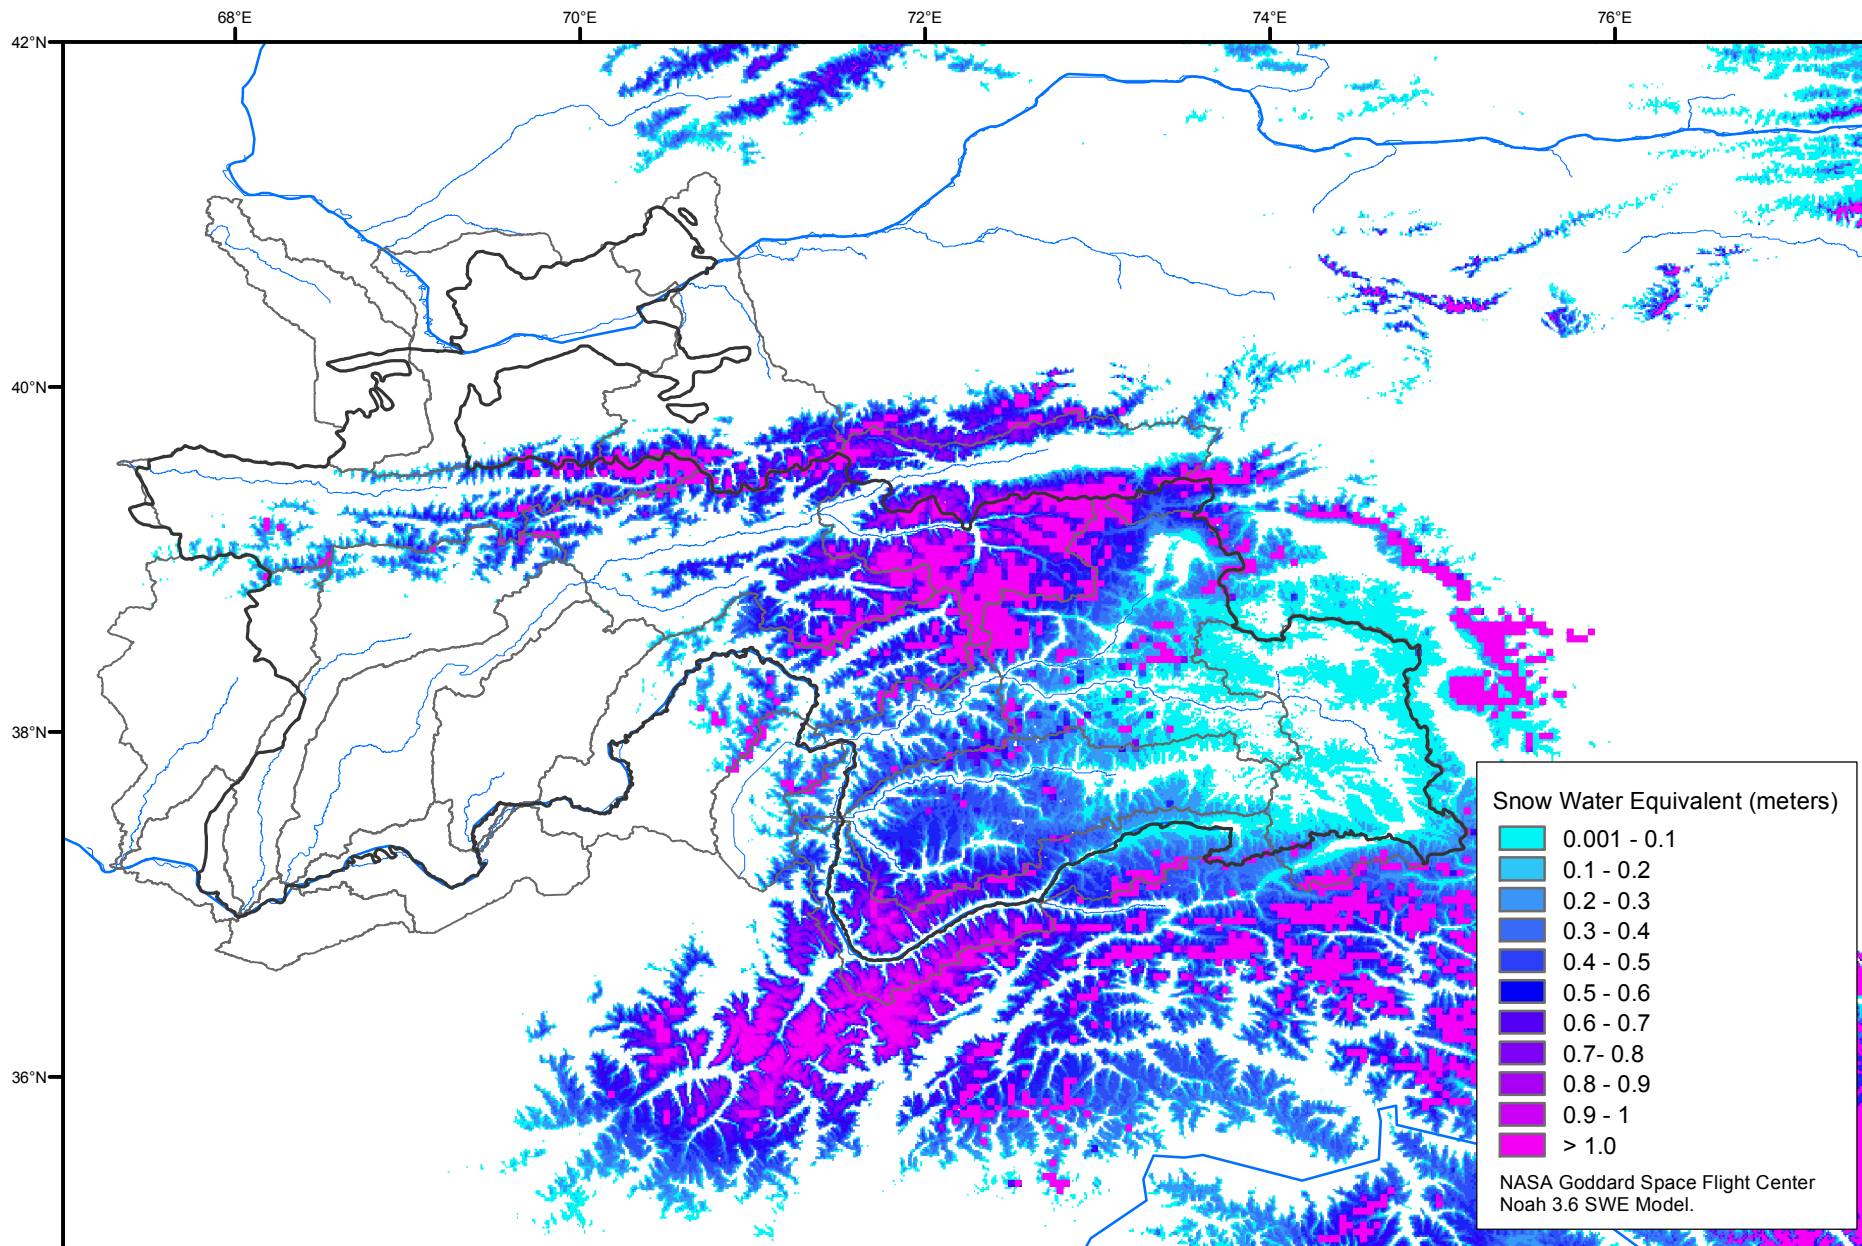 68°E 70°E 72°E 74°E 76°E
42°N
40°N
38°N
36°N
Snow Water Equivalent (meters)
0.001 - 0.1
0.1 - 0.2
0.2 - 0.3
0.3 - 0.4
0.4 - 0.5
0.5 - 0.6
0.6 - 0.7
0.7- 0.8
0.8 - 0.9
0.9 - 1
> 1.0
NASA Goddard Space Flight Center
Noah 3.6 SWE Model.